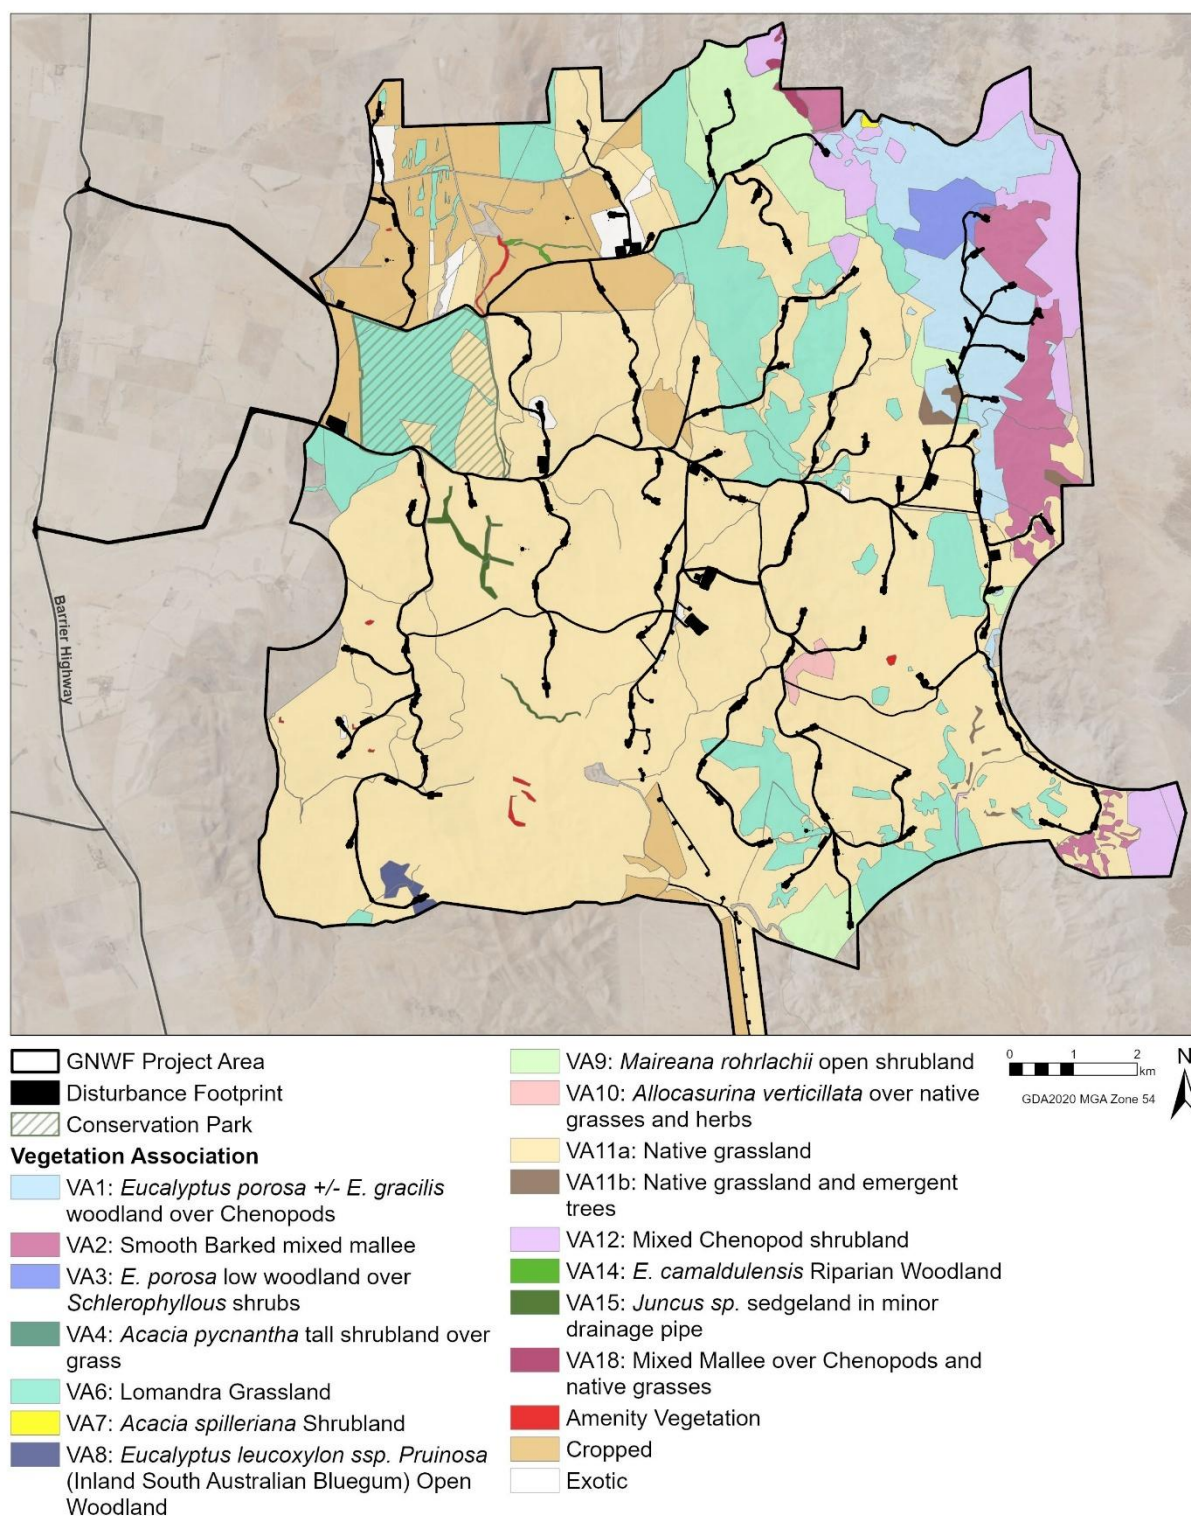 Barrier Highway
GNWF Project Area
Disturbance Footprint
Conservation Park
Vegetation Association
VA1: Eucalyptus porosa +/- E. gracilis
woodland over Chenopods
VA2: Smooth Barked mixed mallee
VA3: E. porosa low woodland over
Schlerophyllous shrubs
VA4: Acacia pycnantha tall shrubland over
grass
VA6: Lomandra Grassland
VA7: Acacia spilleriana Shrubland
VA8: Eucalyptus leucoxylon ssp. Pruinosa
(Inland South Australian Bluegum) Open
Woodland
VA9: Maireana rohrlachii open shrubland
VA10: Allocasurina verticillata over native
grasses and herbs
VA11a: Native grassland
VA11b: Native grassland and emergent
trees
VA12: Mixed Chenopod shrubland
VA14: E. camaldulensis Riparian Woodland
VA15: Juncus sp. sedgeland in minor
drainage pipe
VA18: Mixed Mallee over Chenopods and
native grasses
Amenity Vegetation
Cropped
Exotic
0 1 2
km
GDA2020 MGA Zone 54
N